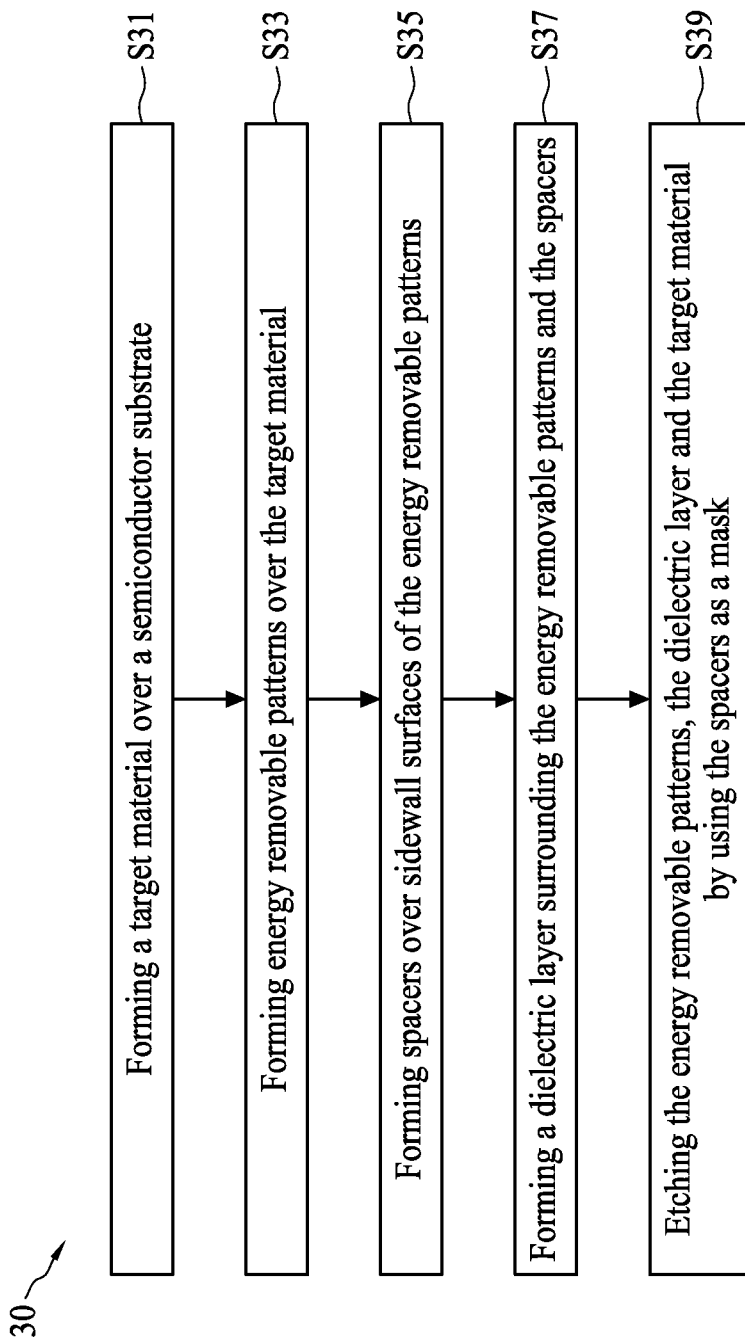 30
Forming a target material over a semiconductor substrate
S31
Forming energy removable patterns over the target material
S33
Forming spacers over sidewall surfaces of the energy removable patterns
S35
Forming a dielectric layer surrounding the energy removable patterns and the spacers
S37
Etching the energy removable patterns, the dielectric layer and the target material
by using the spacers as a mask
S39